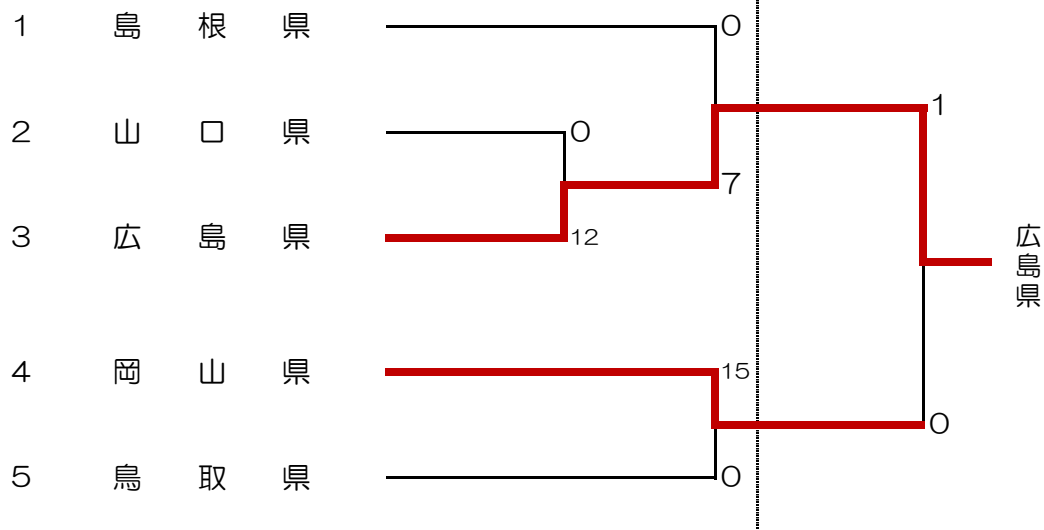 1 島根県 0
1
2 山口県 0
7
3 広島県 12
広島県
4 岡山県 15
0
5 鳥取県 0